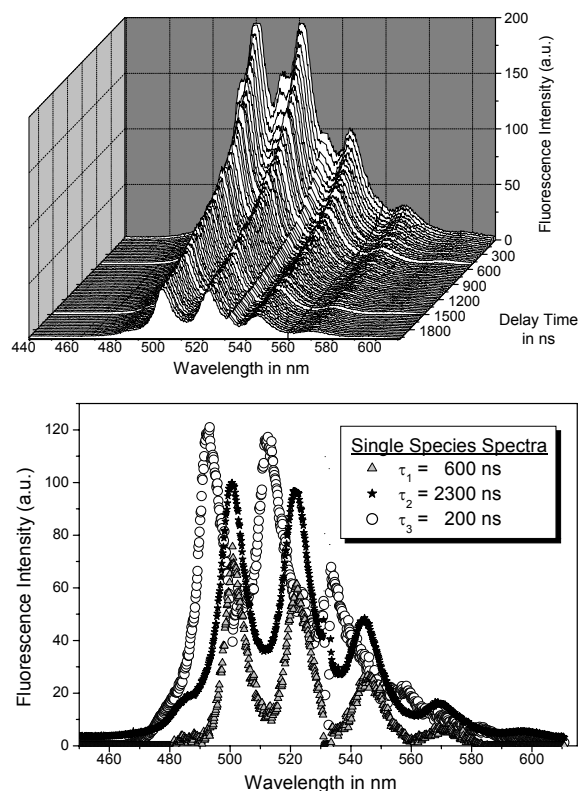 200
150
100
50
0
Fluorescence Intensity (a.u.)
300
600
900
1200
1500
1800
Delay Time
in ns
440 460 480 500 520 540 560 580 600
Wavelength in nm
120
100
80
60
40
20
0
Fluorescence Intensity (a.u.)
Single Species Spectra
τ1 = 600 ns
τ2 = 2300 ns
τ3 = 200 ns
460 480 500 520 540 560 580 600
Wavelength in nm